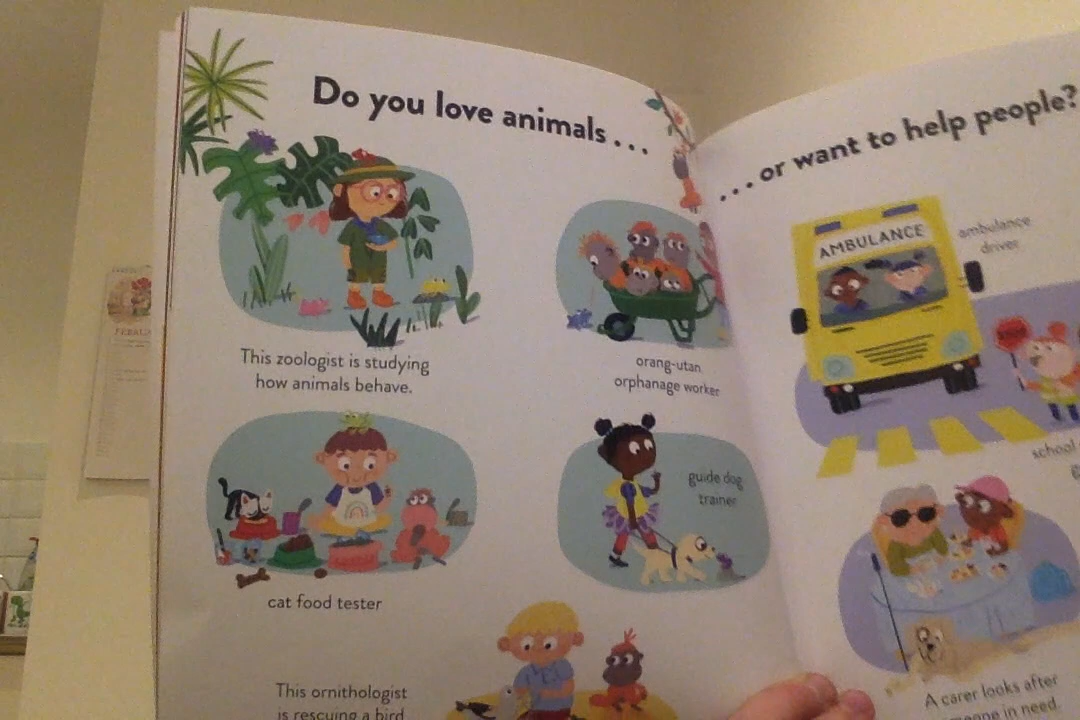 Do you love animals . . .
This zoologist is studying
how animals behave.
orang-utan
orphanage worker
cat food tester
guide dog
trainer
This ornithologist
is rescuing a bird
. . . or want to help people?
AMBULANCE
ambulance
driver
school
A carer looks after
in need.